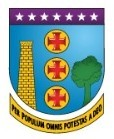 PER POPULUM OMNIS POTESTAS A DEO